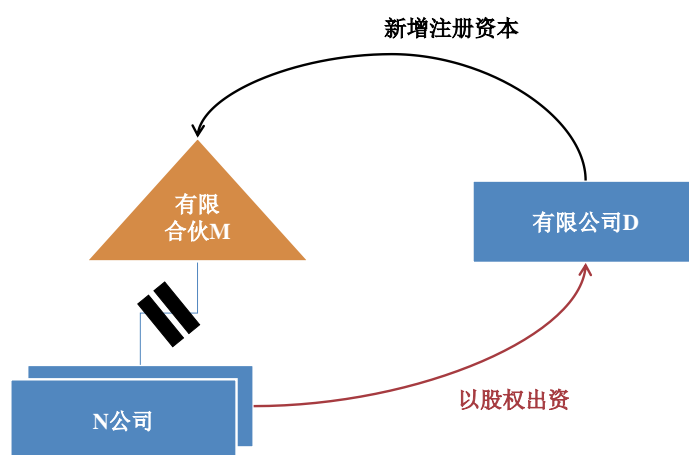 新增注册资本
有限
合伙M
有限公司D
以股权出资
N公司